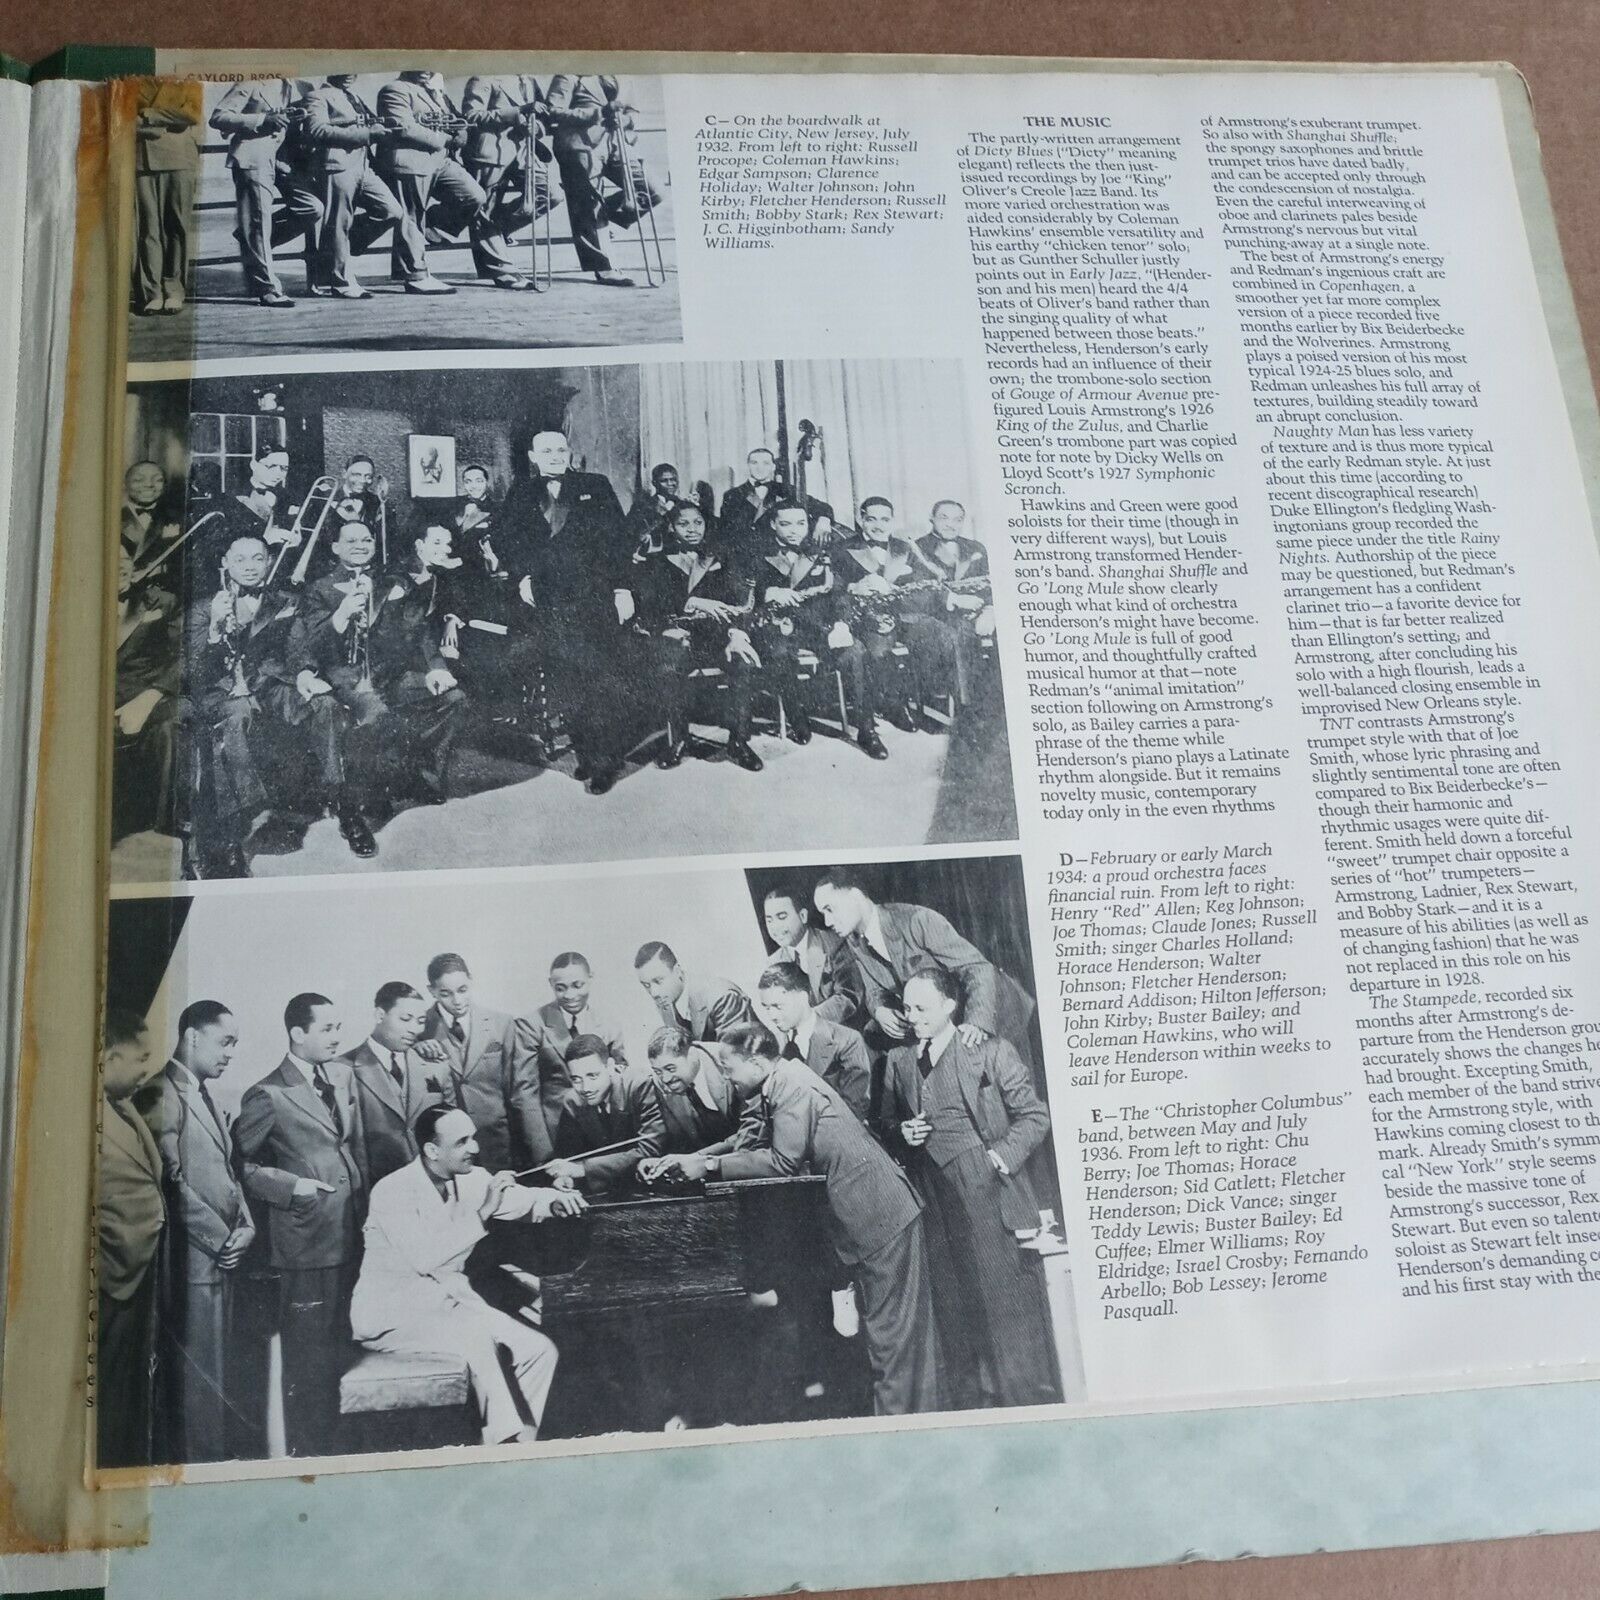 GAYLORD BROS
C— On the boardwalk at
Atlantic City, New Jersey, July
1932. From left to right: Russell
Procope; Coleman Hawkins;
Edgar Sampson; Clarence
Holiday; Walter Johnson; John
Kirby; Fletcher Henderson; Russell
Smith; Bobby Stark; Rex Stewart;
J. C. Higginbotham; Sandy
Williams.
THE MUSIC
The partly-written arrangement
of Dicty Blues ("Dicty" meaning
elegant) reflects the then just-
issued recordings by Joe "King"
Oliver's Creole Jazz Band. Its
more varied orchestration was
aided considerably by Coleman
Hawkins' ensemble versatility and
his earthy "chicken tenor" solo;
but as Gunther Schuller justly
points out in Early Jazz, "(Hender-
son and his men) heard the 4/4
beats of Oliver's band rather than
the singing quality of what
happened between those beats."
Nevertheless, Henderson's early
records had an influence of their
own; the trombone-solo section
of Gouge of Armour Avenue pre-
figured Louis Armstrong's 1926
King of the Zulus, and Charlie
Green's trombone part was copied
note for note by Dicky Wells on
Lloyd Scott's 1927 Symphonic
Scronch.
Hawkins and Green were good
soloists for their time (though in
very different ways), but Louis
Armstrong transformed Hender-
son's band. Shanghai Shuffle and
Go 'Long Mule show clearly
enough what kind of orchestra
Henderson's might have become.
Go 'Long Mule is full of good
humor, and thoughtfully crafted
musical humor at that—note
Redman's "animal imitation"
section following on Armstrong's
solo, as Bailey carries a para-
phrase of the theme while
Henderson's piano plays a Latinate
rhythm alongside. But it remains
novelty music, contemporary
today only in the even rhythms
of Armstrong's exuberant trumpet.
So also with Shanghai Shuffle;
the spongy saxophones and brittle
trumpet trios have dated badly,
and can be accepted only through
the condescension of nostalgia.
Even the careful interweaving of
oboe and clarinets pales beside
Armstrong's nervous but vital
punching-away at a single note.
The best of Armstrong's energy
and Redman's ingenious craft are
combined in Copenhagen, a
smoother yet far more complex
version of a piece recorded five
months earlier by Bix Beiderbecke
and the Wolverines. Armstrong
plays a poised version of his most
typical 1924-25 blues solo, and
Redman unleashes his full array of
textures, building steadily toward
an abrupt conclusion.
Naughty Man has less variety
of texture and is thus more typical
of the early Redman style. At just
about this time (according to
recent discographical research)
Duke Ellington's fledgling Wash-
ingtonians group recorded the
same piece under the title Rainy
Nights. Authorship of the piece
may be questioned, but Redman's
arrangement has a confident
clarinet trio—a favorite device for
him—that is far better realized
than Ellington's setting; and
Armstrong, after concluding his
solo with a high flourish, leads a
well-balanced closing ensemble in
improvised New Orleans style.
TNT contrasts Armstrong's
trumpet style with that of Joe
Smith, whose lyric phrasing and
slightly sentimental tone are often
compared to Bix Beiderbecke's—
though their harmonic and
rhythmic usages were quite dif-
ferent. Smith held down a forceful
"sweet" trumpet chair opposite a
series of "hot" trumpeters—
Armstrong, Ladnier, Rex Stewart,
and Bobby Stark—and it is a
measure of his abilities (as well as
of changing fashion) that he was
not replaced in this role on his
departure in 1928.
The Stampede, recorded six
months after Armstrong's de-
parture from the Henderson grou
accurately shows the changes he
had brought. Excepting Smith,
each member of the band strive
for the Armstrong style, with
Hawkins coming closest to th
mark. Already Smith's symm
cal "New York" style seems
beside the massive tone of
Armstrong's successor, Rex
Stewart. But even so talente
soloist as Stewart felt inse
Henderson's demanding c
and his first stay with the
D—February or early March
1934: a proud orchestra faces
financial ruin. From left to right:
Henry "Red" Allen; Keg Johnson;
Joe Thomas; Claude Jones; Russell
Smith; singer Charles Holland;
Horace Henderson; Walter
Johnson; Fletcher Henderson;
Bernard Addison; Hilton Jefferson;
John Kirby; Buster Bailey; and
Coleman Hawkins, who will
leave Henderson within weeks to
sail for Europe.
E—The "Christopher Columbus"
band, between May and July
1936. From left to right: Chu
Berry; Joe Thomas; Horace
Henderson; Sid Catlett; Fletcher
Henderson; Dick Vance; singer
Teddy Lewis; Buster Bailey; Ed
Cuffee; Elmer Williams; Roy
Eldridge; Israel Crosby; Fernando
Arbello; Bob Lessey; Jerome
Pasquall.